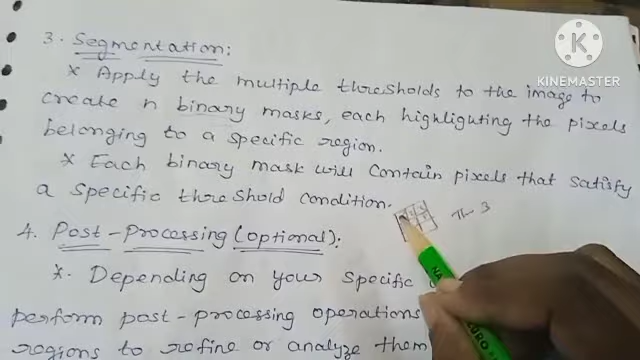 3. Segmentation:
* Apply the multiple thresholds to the image to
create n binary masks, each highlighting the pixels
belonging to a specific region.
* Each binary mask will contain pixels that satisfy
a specific threshold condition.
4. Post-Processing (optional):
*. Depending on your specific
perform post-processing operations
regions to refine or analyze them
K
KINEMASTER